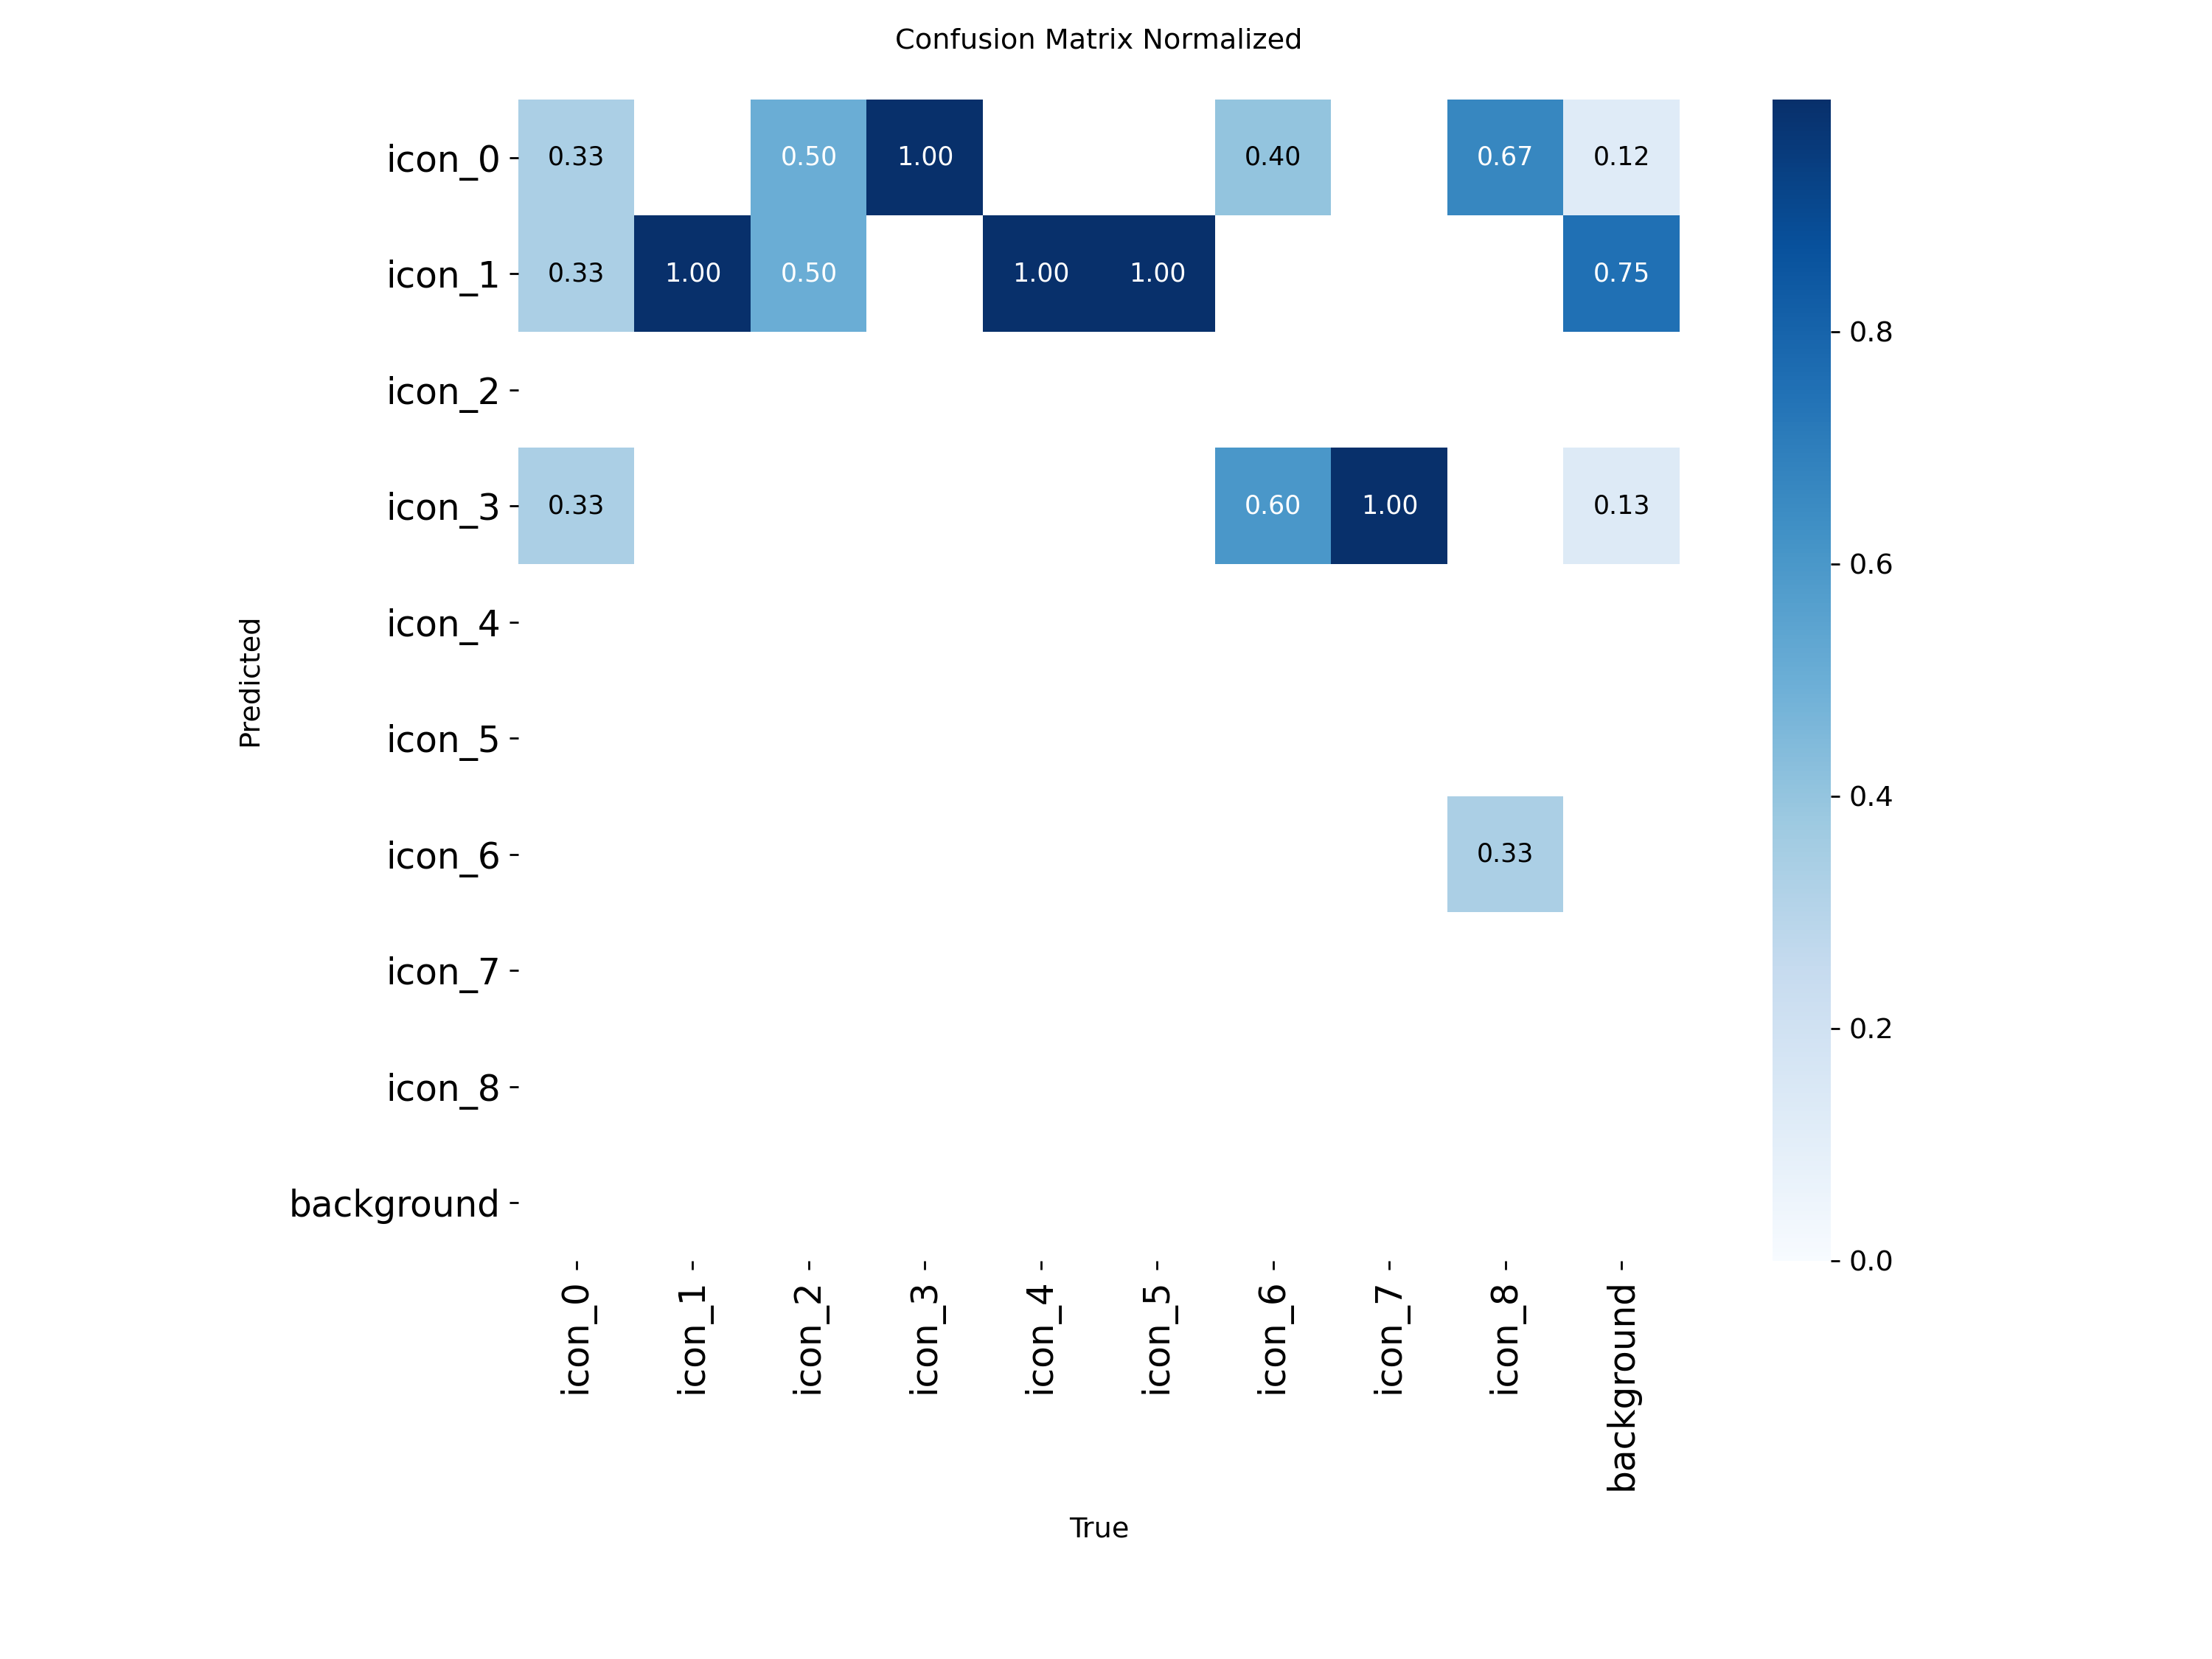 Confusion Matrix Normalized
icon_0 0.33 0.50 1.00 0.40 0.67 0.12
icon_1 0.33 1.00 0.50 1.00 1.00 0.75
icon_2
icon_3 0.33 0.60 1.00 0.13
icon_4
icon_5
icon_6 0.33
icon_7
icon_8
background
Predicted
icon_0 icon_1 icon_2 icon_3 icon_4 icon_5 icon_6 icon_7 icon_8 background
True
0.8
0.6
0.4
0.2
0.0